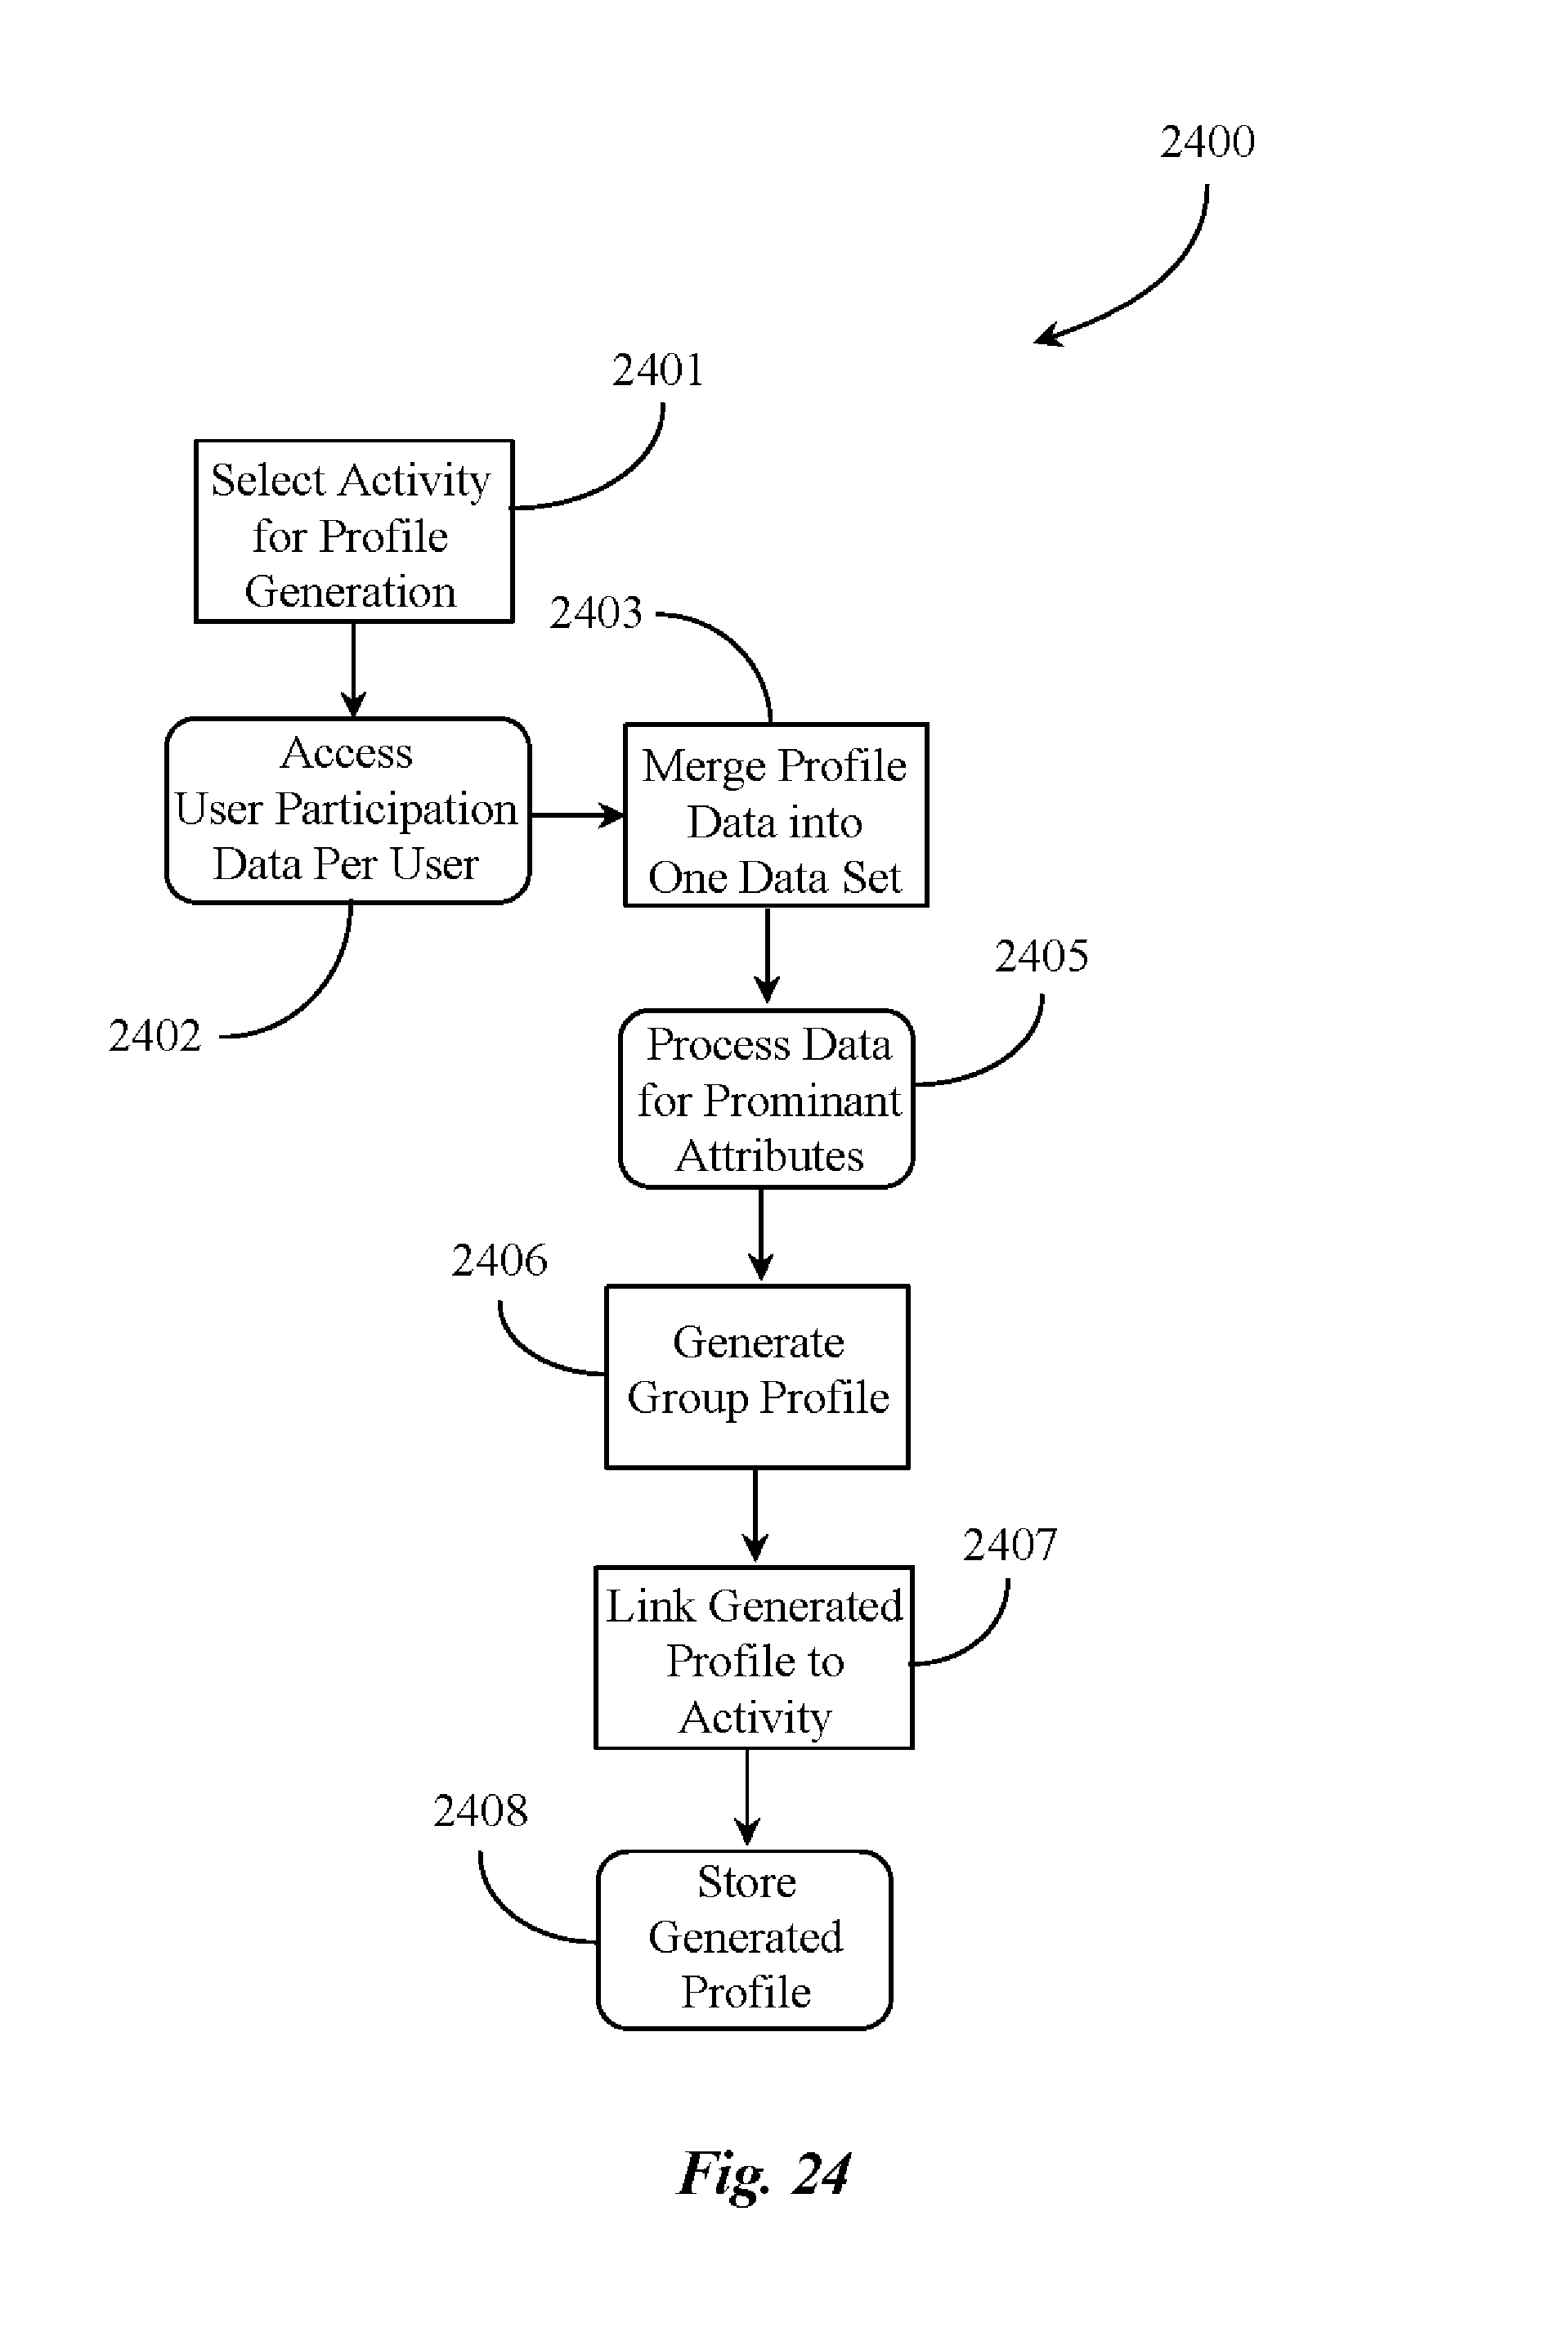 2400
2401
Select Activity
for Profile
Generation
2403
Access
User Participation
Data Per User
Merge Profile
Data into
One Data Set
2402
2405
Process Data
for Prominant
Attributes
2406
Generate
Group Profile
2407
Link Generated
Profile to
Activity
2408
Store
Generated
Profile
Fig. 24